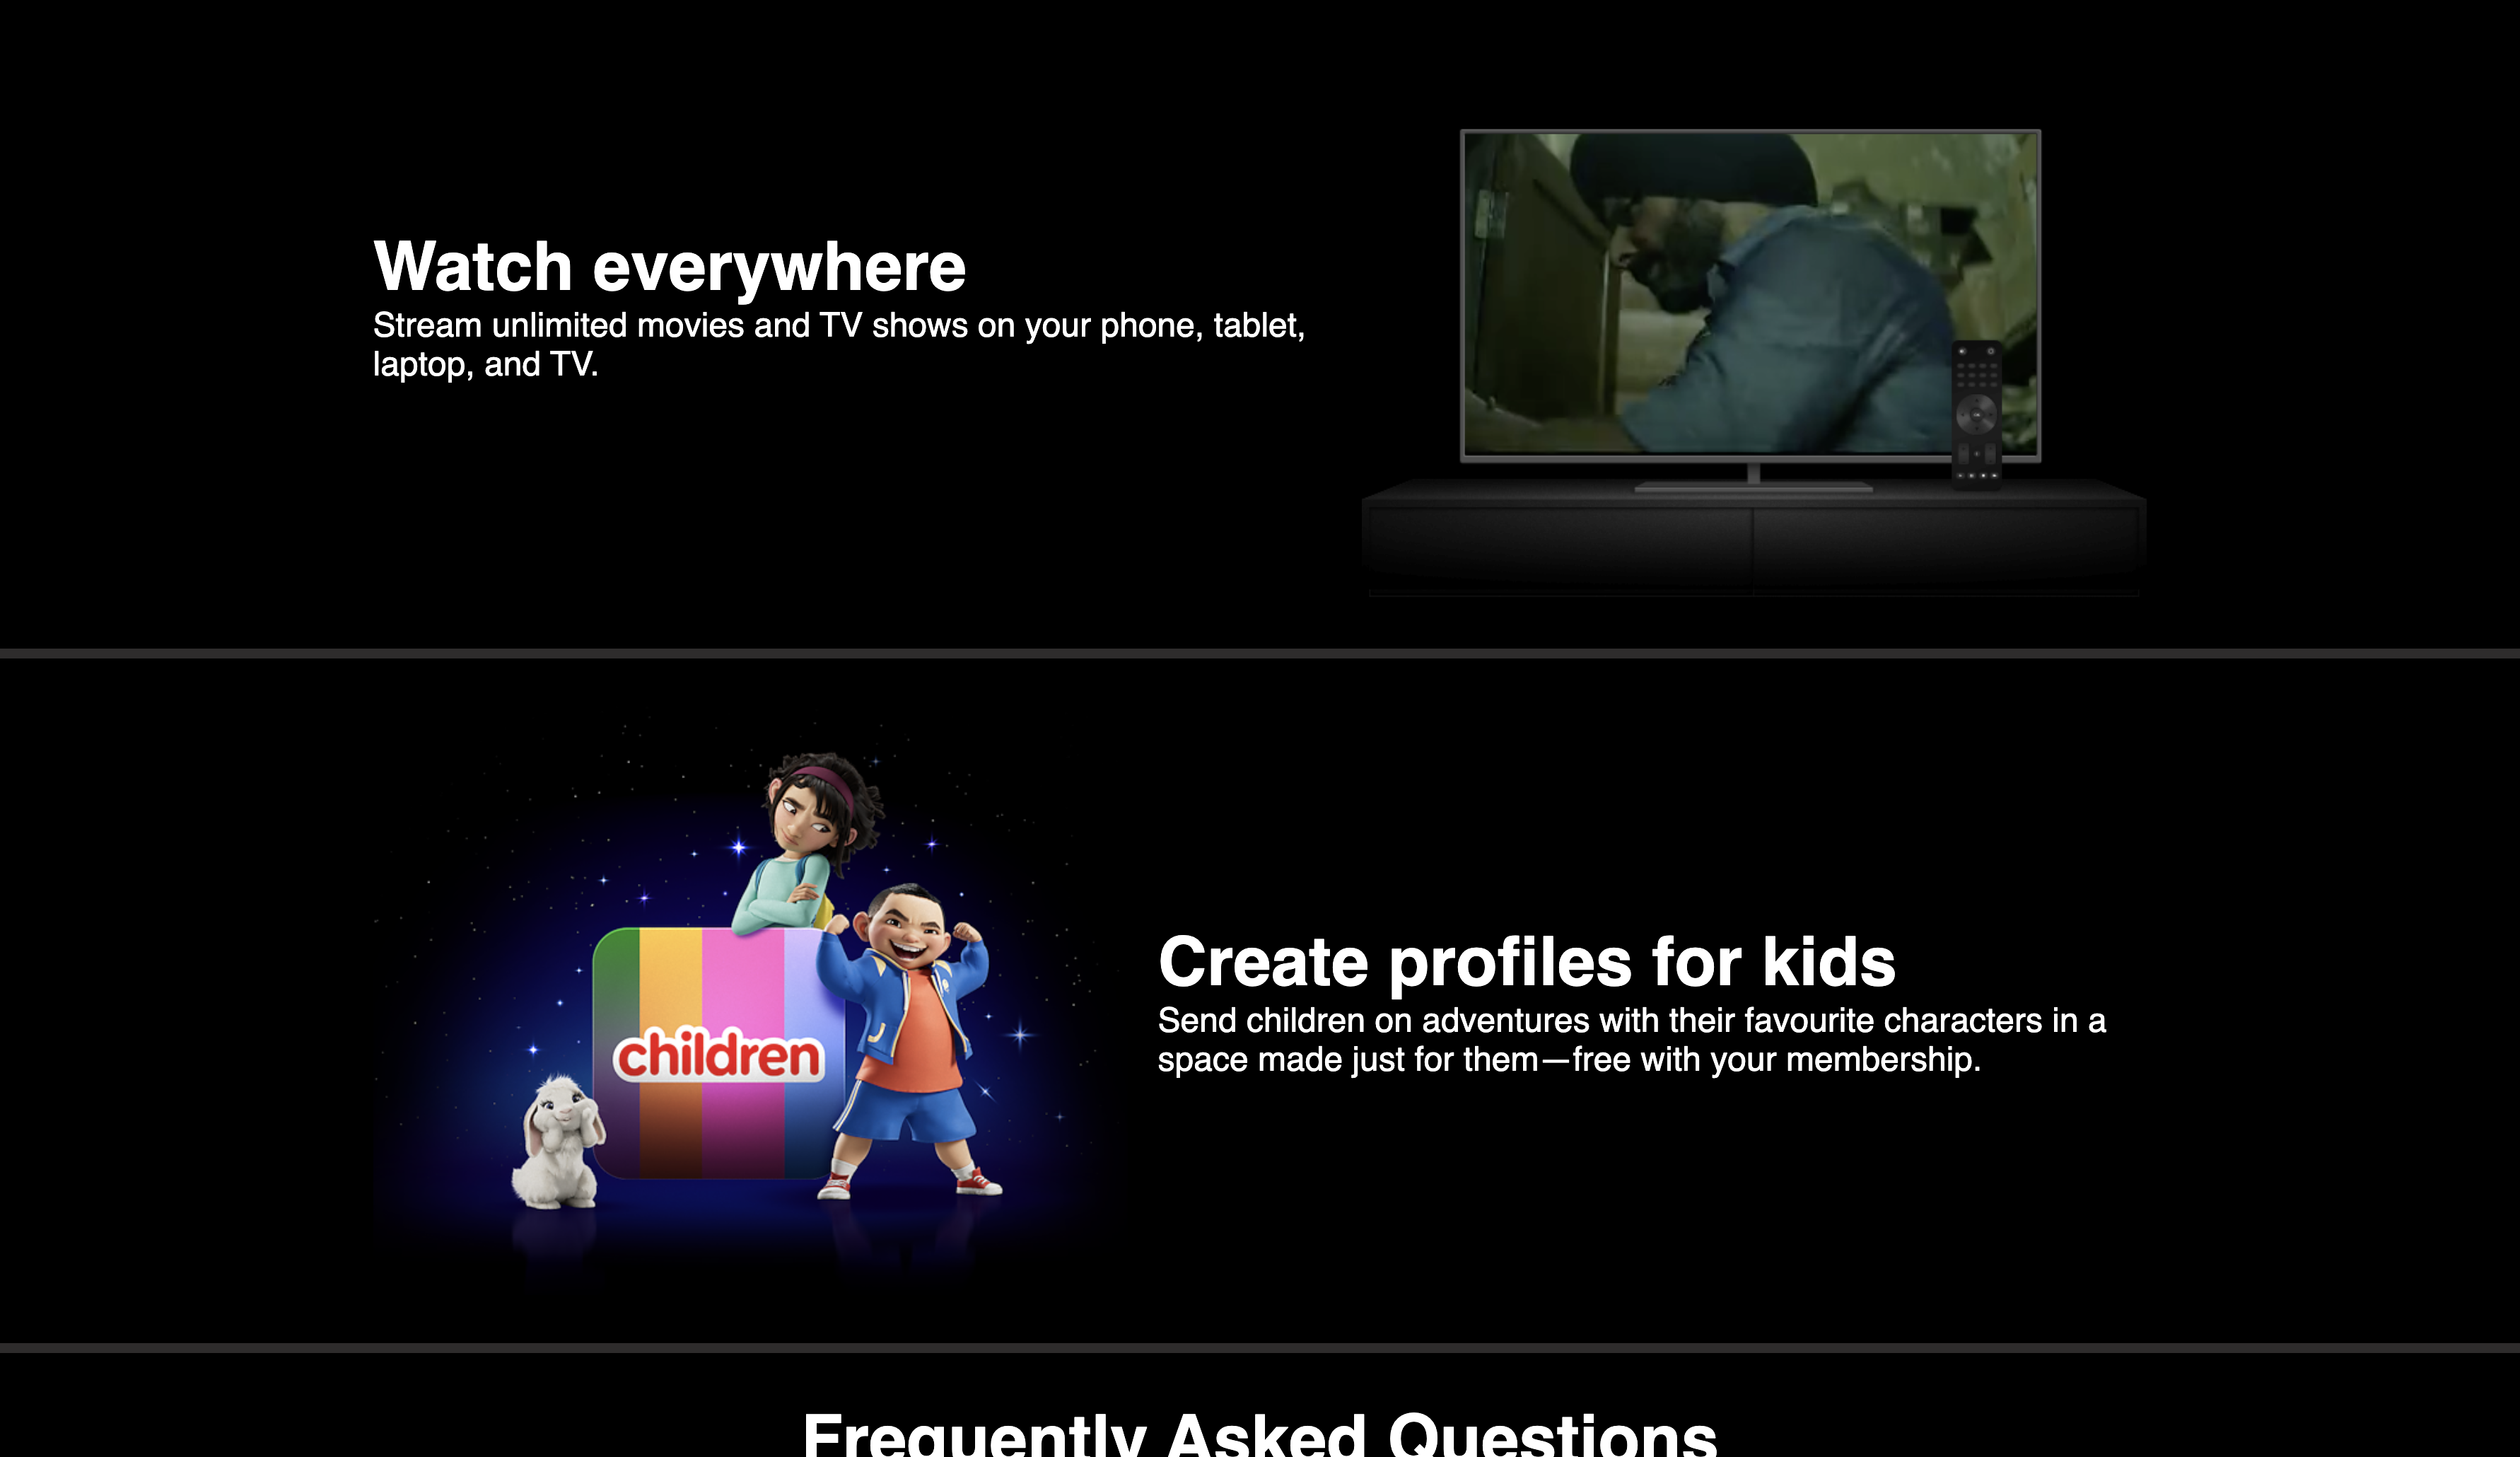 Watch everywhere
Stream unlimited movies and TV shows on your phone, tablet,
laptop, and TV.
children
Create profiles for kids
Send children on adventures with their favourite characters in a
space made just for them—free with your membership.
Frequently Asked Questions